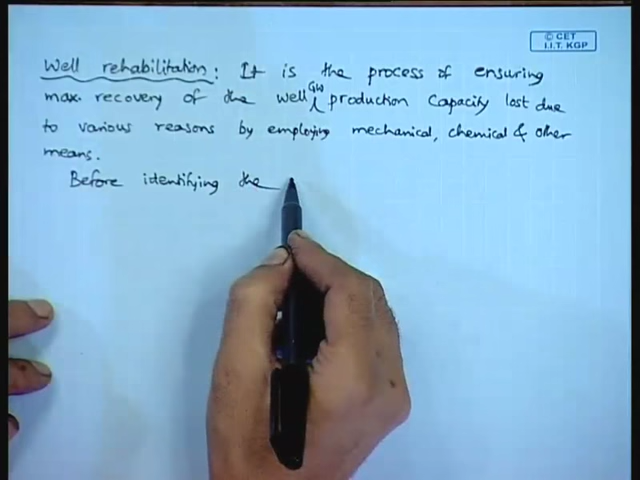 © CET
I.I.T. KGP
Well rehabilitation: It is the process of ensuring
max. recovery of the well GW production capacity lost due
to various reasons by employing mechanical, chemical & other
means.
Before identifying the